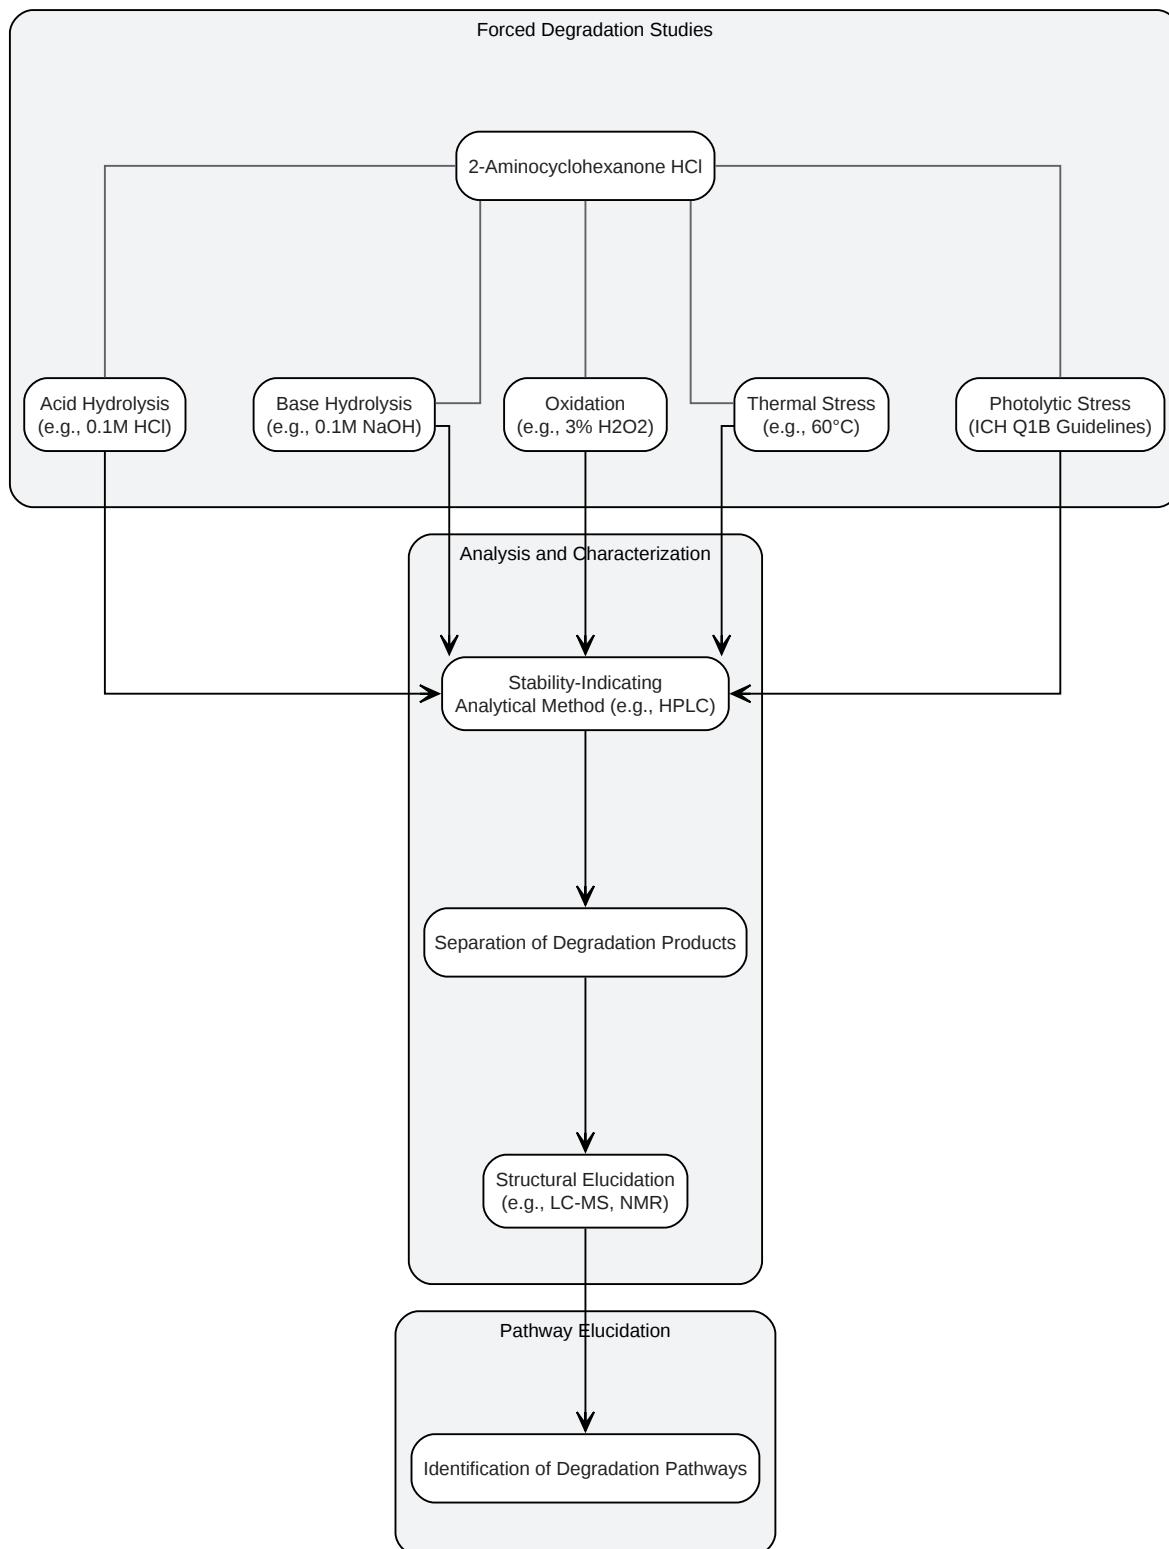 Forced Degradation Studies
2-Aminocyclohexanone HCl
Acid Hydrolysis
(e.g., 0.1M HCl)
Base Hydrolysis
(e.g., 0.1M NaOH)
Oxidation
(e.g., 3% H2O2)
Thermal Stress
(e.g., 60°C)
Photolytic Stress
(ICH Q1B Guidelines)
Analysis and Characterization
Stability-Indicating
Analytical Method (e.g., HPLC)
Separation of Degradation Products
Structural Elucidation
(e.g., LC-MS, NMR)
Pathway Elucidation
Identification of Degradation Pathways